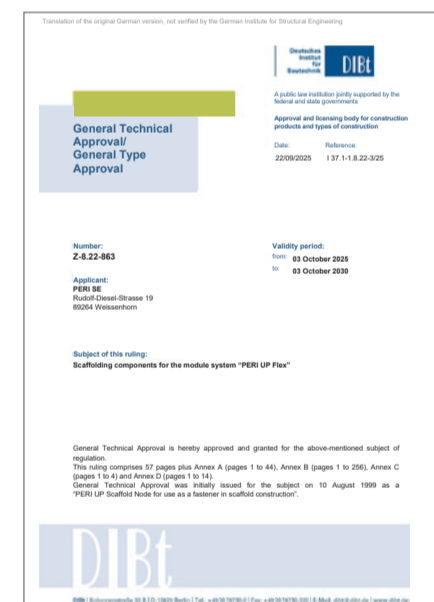 Translation of the original German version, not verified by the German Institute for Structural Engineering
Deutsches
Institut
für
Bautechnik
DIBt
A public law institution jointly supported by the
federal and state governments
Approval and licensing body for construction
products and types of construction
General Technical
Approval/
General Type
Approval
Date: Reference:
22/09/2025 I 37.1-1.8.22-3/25
Number:
Z-8.22-863
Validity period:
from: 03 October 2025
to: 03 October 2030
Applicant:
PERI SE
Rudolf-Diesel-Strasse 19
89264 Weissenhorn
Subject of this ruling:
Scaffolding components for the module system "PERI UP Flex"
General Technical Approval is hereby approved and granted for the above-mentioned subject of
regulation.
This ruling comprises 57 pages plus Annex A (pages 1 to 44), Annex B (pages 1 to 256), Annex C
(pages 1 to 4) and Annex D (pages 1 to 14).
General Technical Approval was initially issued for the subject on 10 August 1999 as a
"PERI UP Scaffold Node for use as a fastener in scaffold construction".
DIBt